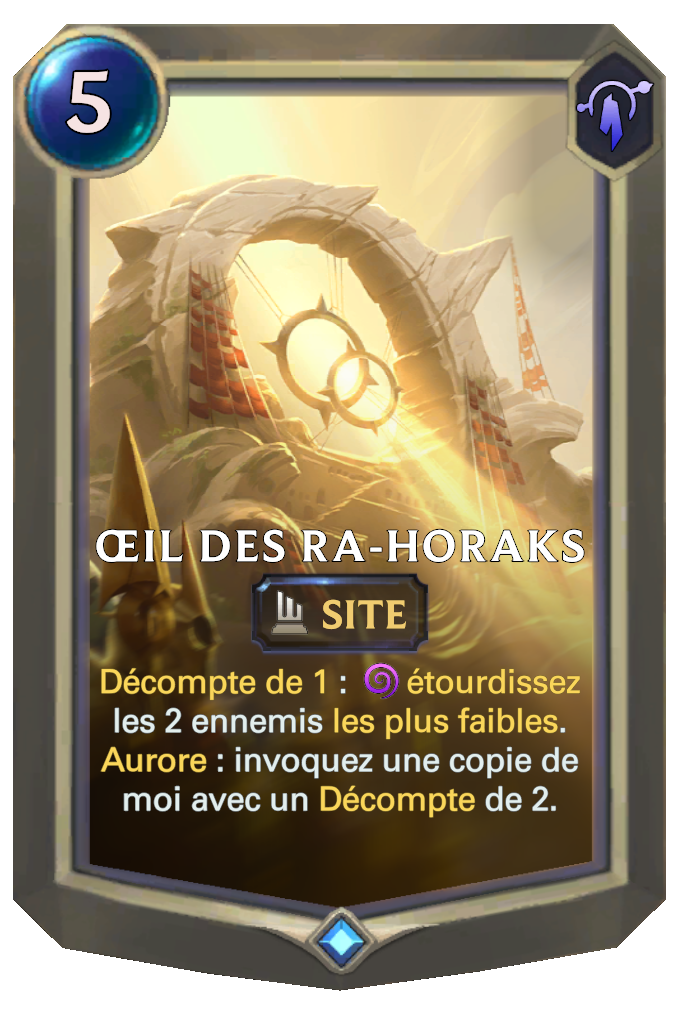 5
ŒIL DES RA-HORAKS
SITE
Décompte de 1 : étourdissez
les 2 ennemis les plus faibles.
Aurore : invoquez une copie de
moi avec un Décompte de 2.